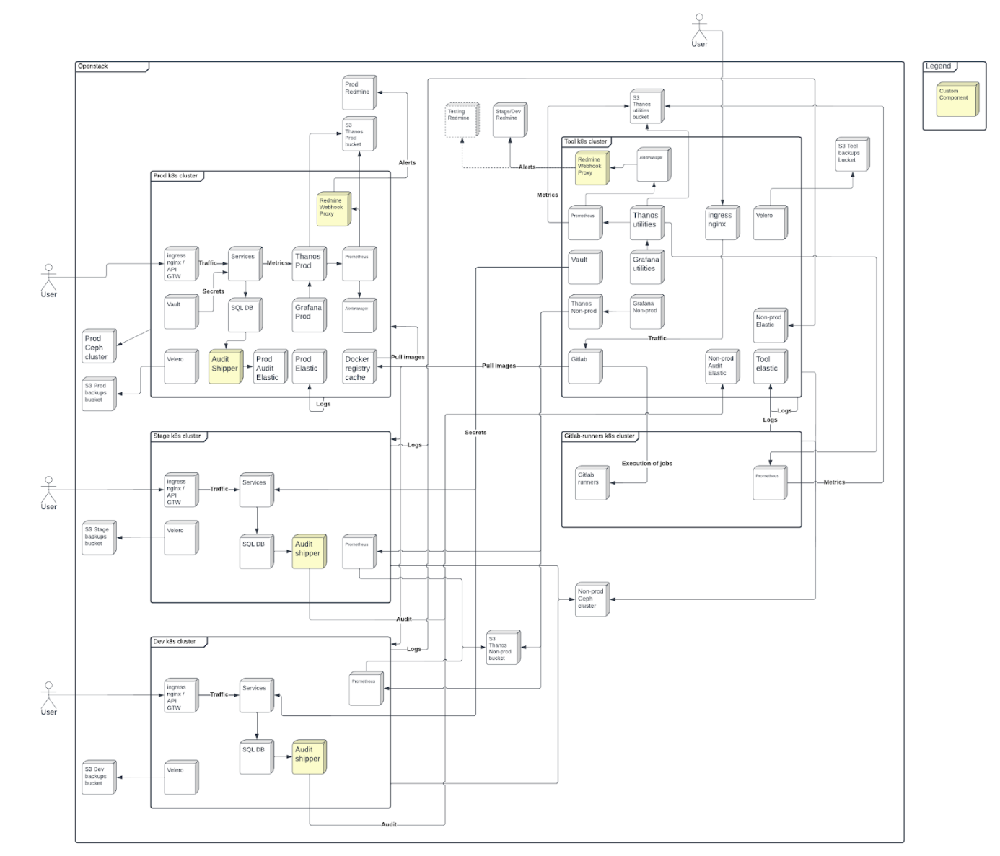 User
Openstack
Legend
Custom
Component
Prod
Redmine
S3
Thanos
Prod
bucket
Alerts
Testing
Redmine
Stage/Dev
Redmine
S3
Thanos
utilities
bucket
S3 Tool
backups
bucket
Prod k8s cluster
Redmine
Webhook
Proxy
ingress
nginx /
API
GTW
Traffic
Services
Metrics
Thanos
Prod
Prometheus
User
Secrets
Vault
SQL DB
Grafana
Prod
Alertmanager
Prod
Ceph
cluster
Velero
Audit
Shipper
Prod
Audit
Elastic
Prod
Elastic
Docker
registry
cache
Pull images
S3 Prod
backups
bucket
Logs
Tool k8s cluster
Redmine
Webhook
Proxy
Alertmanager
Alerts
Metrics
Prometheus
Thanos
utilities
ingress
nginx
Velero
Vault
Grafana
utilities
Thanos
Non-prod
Grafana
Non-prod
Non-prod
Elastic
Traffic
Pull images
Gitlab
Non-prod
Audit
Elastic
Tool
elastic
Logs
Logs
Secrets
Stage k8s cluster
Logs
ingress
nginx /
API
GTW
Traffic
Services
User
S3 Stage
backups
bucket
Velero
SQL DB
Audit
shipper
Prometheus
Audit
Gitlab-runners k8s cluster
Execution of jobs
Gitlab
runners
Prometheus
Metrics
Non-prod
Ceph
cluster
S3
Thanos
Non-prod
bucket
Dev k8s cluster
Logs
ingress
nginx /
API
GTW
Traffic
Services
Prometheus
User
S3 Dev
backups
bucket
Velero
SQL DB
Audit
shipper
Audit